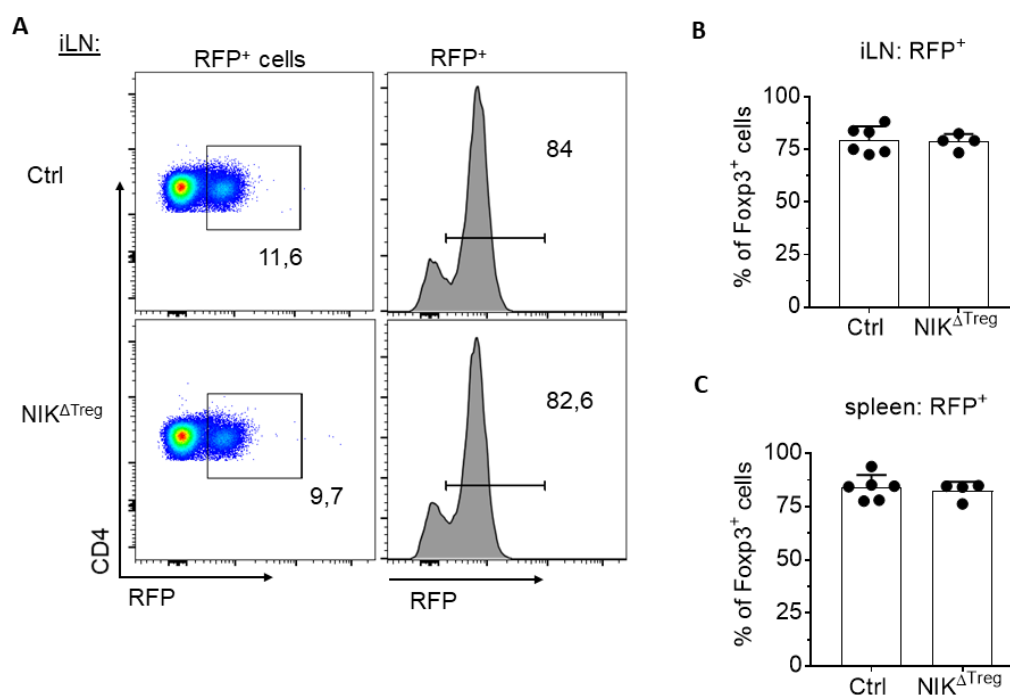 A
iLN:
RFP⁺ cells
RFP⁺
Ctrl
11,6
84
NIK^ΔTreg
9,7
82,6
CD4
RFP
RFP
B
iLN: RFP⁺
% of Foxp3⁺ cells
100
75
50
25
0
Ctrl
NIK^ΔTreg
C
spleen: RFP⁺
% of Foxp3⁺ cells
100
75
50
25
0
Ctrl
NIK^ΔTreg